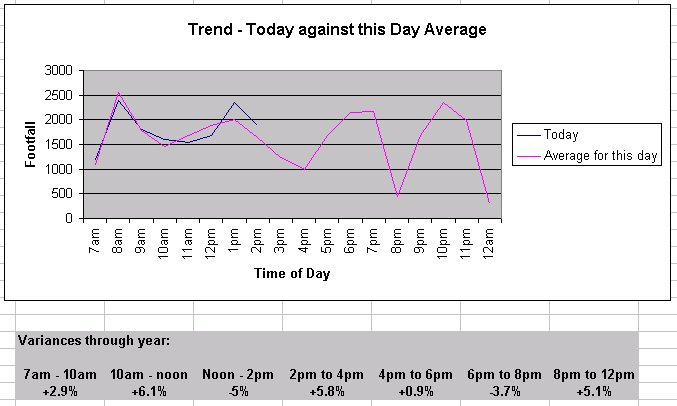 Trend - Today against this Day Average
3000
2500
2000
1500
1000
500
0
Footfall
7am 8am 9am 10am 11am 12pm 1pm 2pm 3pm 4pm 5pm 6pm 7pm 8pm 9pm 10pm 11pm 12am
Time of Day
Today
Average for this day
Variances through year:
7am - 10am 10am - noon Noon - 2pm 2pm to 4pm 4pm to 6pm 6pm to 8pm 8pm to 12pm
+2.9% +6.1% -5% +5.8% +0.9% -3.7% +5.1%